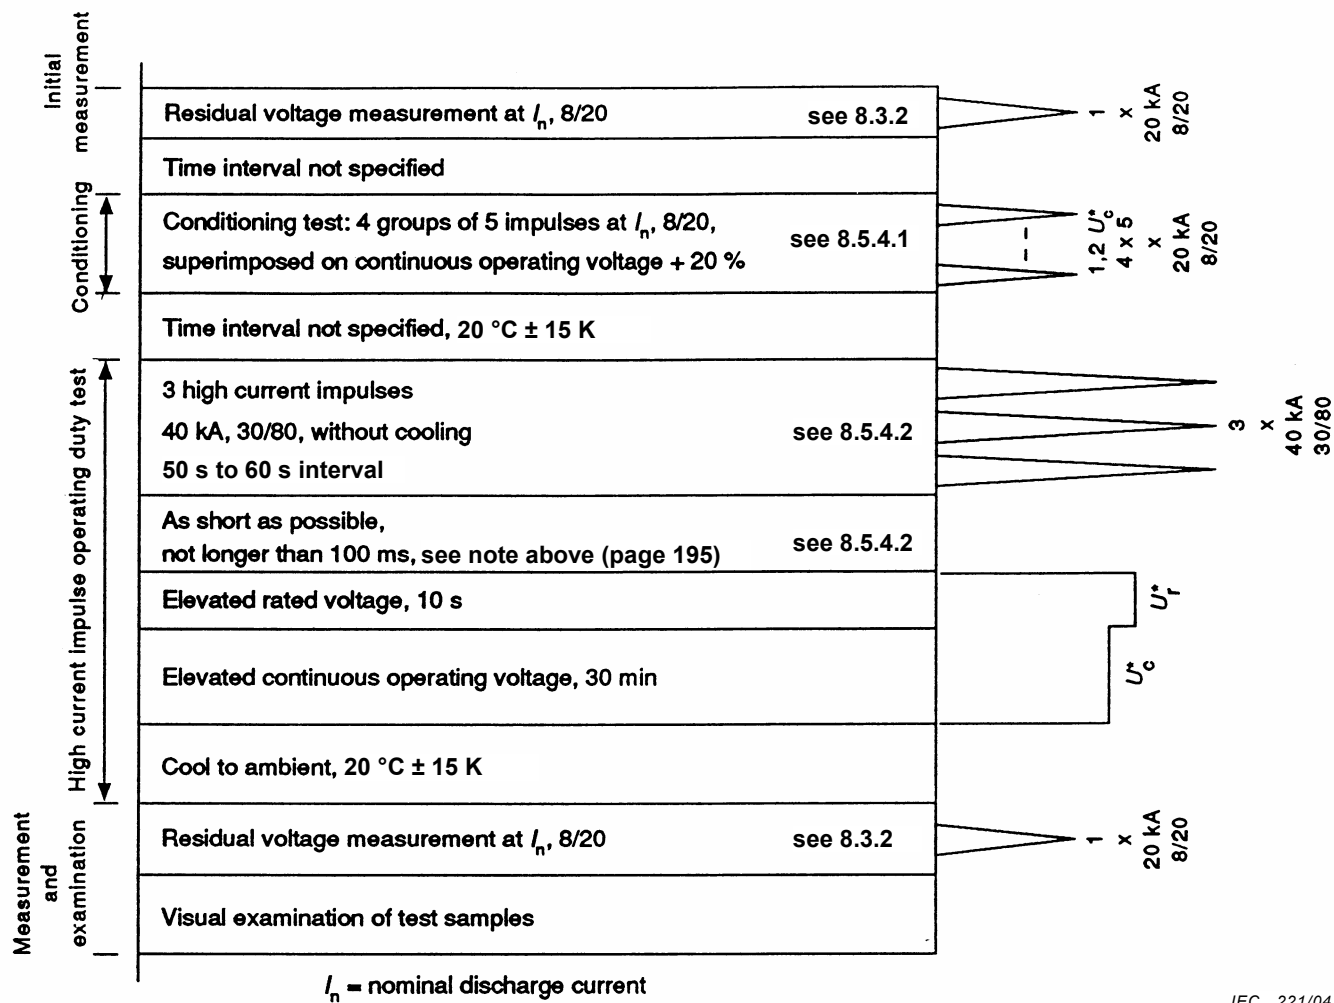 Initial
measurement
Residual voltage measurement at In, 8/20 see 8.3.2
1
x
20 kA
8/20
Time interval not specified
Conditioning
Conditioning test: 4 groups of 5 impulses at In, 8/20,
superimposed on continuous operating voltage + 20 %
see 8.5.4.1
1,2 U*c
4 x 5
x
20 kA
8/20
Time interval not specified, 20 °C ± 15 K
High current impulse operating duty test
3 high current impulses
40 kA, 30/80, without cooling
50 s to 60 s interval
see 8.5.4.2
3
x
40 kA
30/80
As short as possible,
not longer than 100 ms, see note above (page 195)
see 8.5.4.2
Elevated rated voltage, 10 s
U*r
Elevated continuous operating voltage, 30 min
U*c
Cool to ambient, 20 °C ± 15 K
Measurement
and
examination
Residual voltage measurement at In, 8/20 see 8.3.2
1
x
20 kA
8/20
Visual examination of test samples
In = nominal discharge current
IEC 221/04